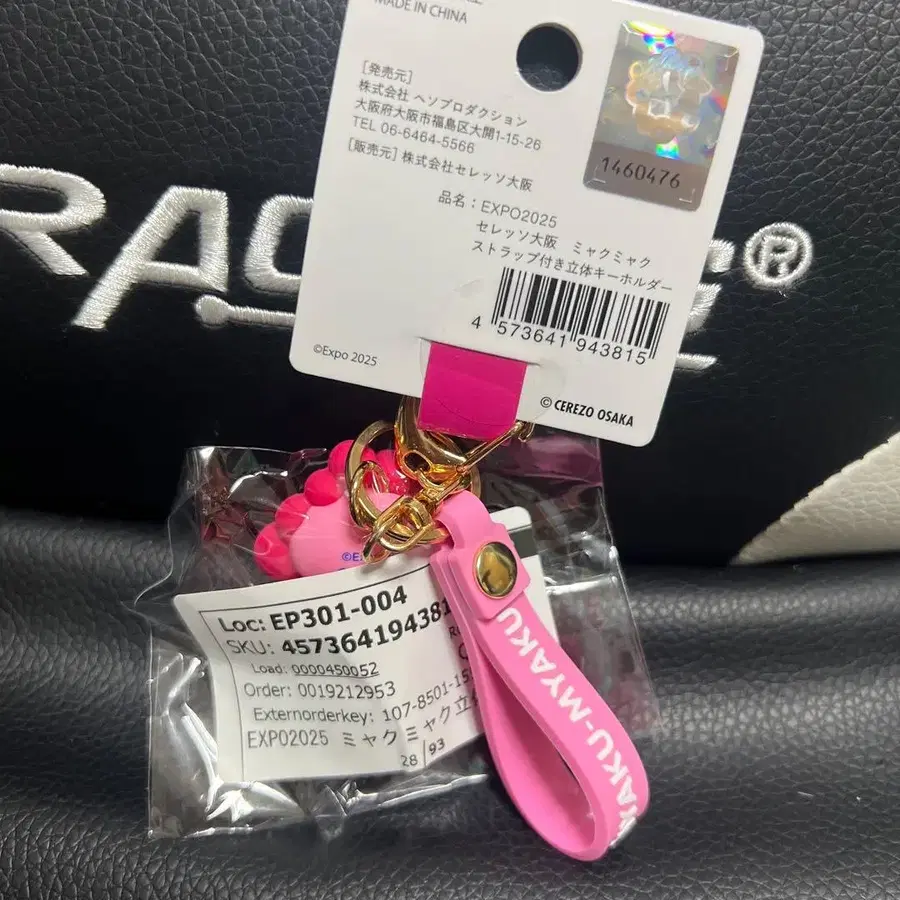 MADE IN CHINA
[発売元]
株式会社 ヘソプロダクション
大阪府大阪市福島区大開1-15-26
TEL 06-6464-5566
[販売元] 株式会社セレッソ大阪
1460476
品名:EXPO2025
セレッソ大阪 ミャクミャク
ストラップ付き立体キーホルダー
4 573641 943815
©Expo 2025
© CEREZO OSAKA
®
Loc: EP301-004
SKU: 457364194381
Load: 0000450052
Order: 0019212953
Externorderkey: 107-8501-15
EXPO2025 ミャクミャク立
28/93
MYAKU-MYAKU